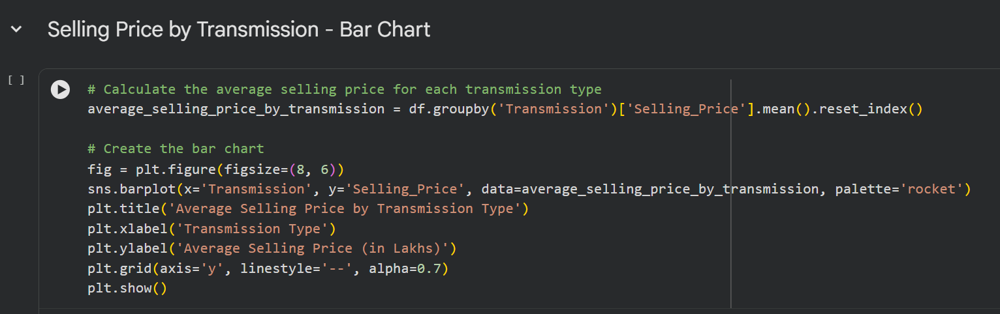 Selling Price by Transmission - Bar Chart
[ ]
# Calculate the average selling price for each transmission type
average_selling_price_by_transmission = df.groupby('Transmission')['Selling_Price'].mean().reset_index()
# Create the bar chart
fig = plt.figure(figsize=(8, 6))
sns.barplot(x='Transmission', y='Selling_Price', data=average_selling_price_by_transmission, palette='rocket')
plt.title('Average Selling Price by Transmission Type')
plt.xlabel('Transmission Type')
plt.ylabel('Average Selling Price (in Lakhs)')
plt.grid(axis='y', linestyle='--', alpha=0.7)
plt.show()